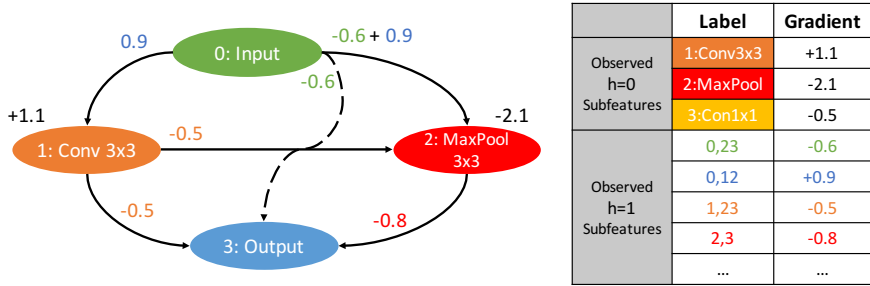 0.9
0: Input
-0.6 + 0.9
-0.6
+1.1
-2.1
-0.5
1: Conv 3x3
2: MaxPool
3x3
-0.5
-0.8
3: Output
Label Gradient
Observed
h=0
Subfeatures
1:Conv3x3 +1.1
2:MaxPool -2.1
3:Con1x1 -0.5
Observed
h=1
Subfeatures
0,23 -0.6
0,12 +0.9
1,23 -0.5
2,3 -0.8
... ...